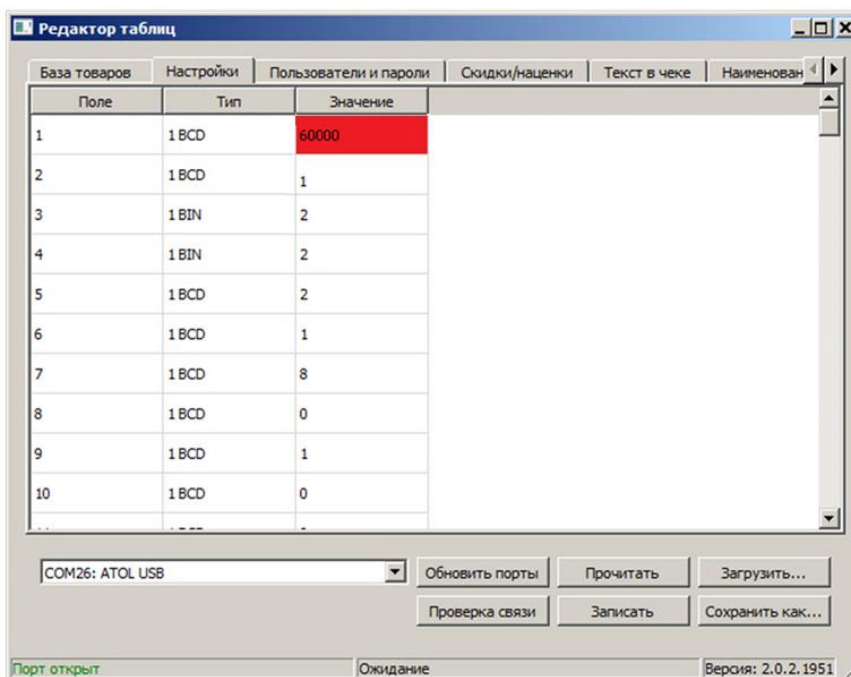 Редактор таблиц
База товаров Настройки Пользователи и пароли Скидки/наценки Текст в чеке Наименован
Поле Тип Значение
1 1 BCD 60000
2 1 BCD 1
3 1 BIN 2
4 1 BIN 2
5 1 BCD 2
6 1 BCD 1
7 1 BCD 8
8 1 BCD 0
9 1 BCD 1
10 1 BCD 0
COM26: ATOL USB Обновить порты Прочитать Загрузить...
Проверка связи Записать Сохранить как...
Порт открыт Ожидание Версия: 2.0.2.1951